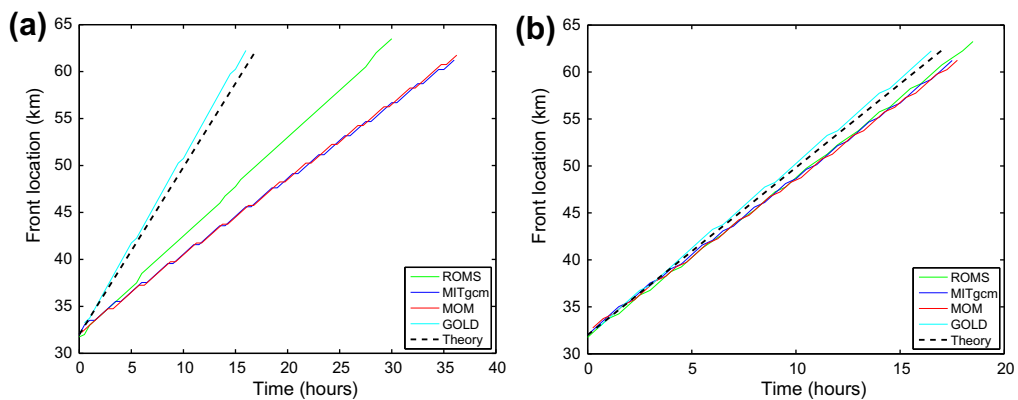 (a)
65
60
55
50
45
40
35
30
Front location (km)
0 5 10 15 20 25 30 35 40
Time (hours)
ROMS
MITgcm
MOM
GOLD
Theory
(b)
65
60
55
50
45
40
35
30
Front location (km)
0 5 10 15 20
Time (hours)
ROMS
MITgcm
MOM
GOLD
Theory